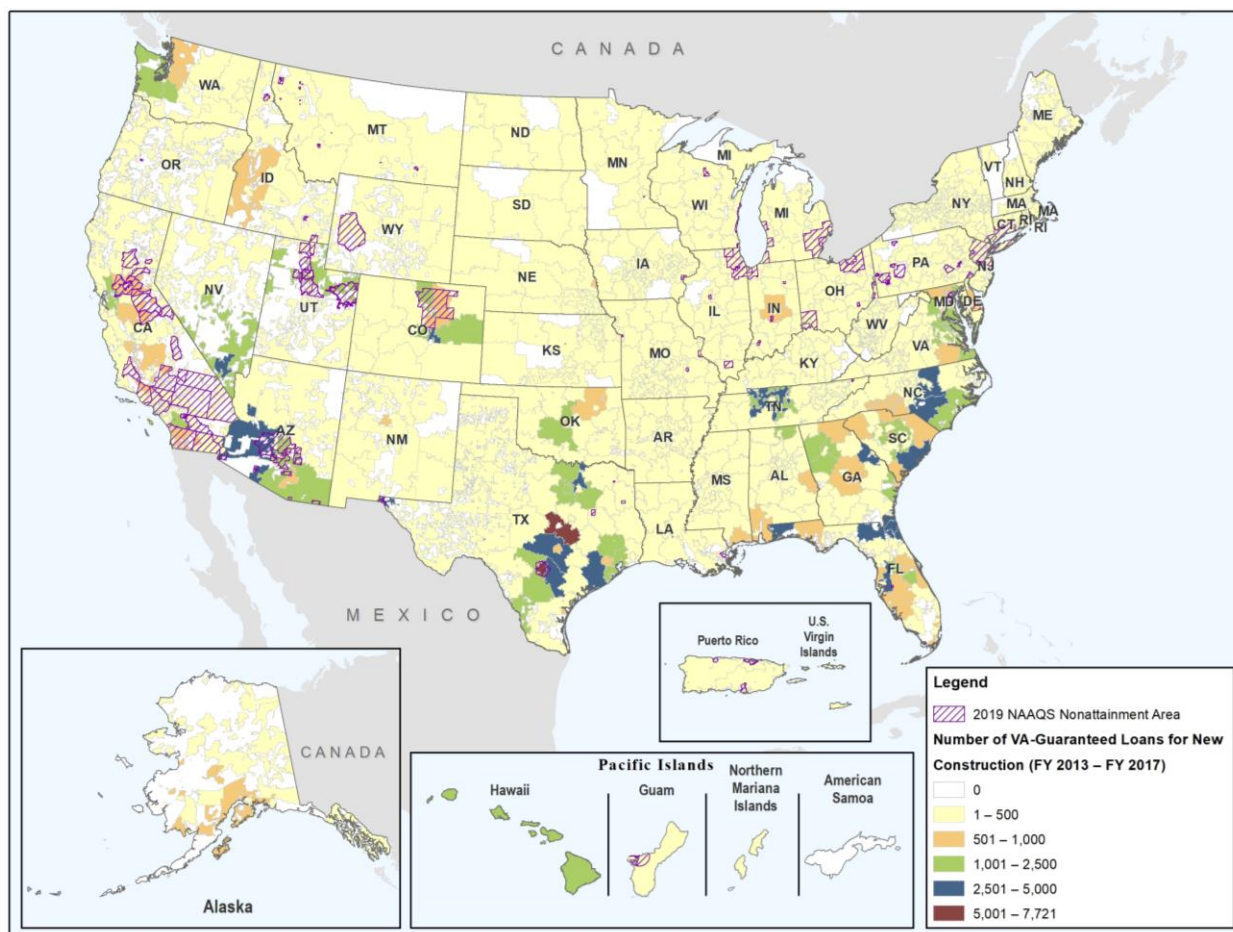 CANADA
WA
MT
ND
MN
MI
ME
OR
ID
SD
WI
MI
VT
NH
NY
MA
MA
CT
RI
RI
WY
NE
IA
PA
NJ
NV
UT
CO
IL
IN
OH
MD
DE
WV
VA
CA
KS
MO
KY
AZ
NM
OK
AR
TN
NC
SC
TX
LA
MS
AL
GA
FL
MEXICO
CANADA
Alaska
Puerto Rico
U.S.
Virgin
Islands
Pacific Islands
Hawaii
Guam
Northern
Mariana
Islands
American
Samoa
Legend
2019 NAAQS Nonattainment Area
Number of VA-Guaranteed Loans for New
Construction (FY 2013 – FY 2017)
0
1 – 500
501 – 1,000
1,001 – 2,500
2,501 – 5,000
5,001 – 7,721